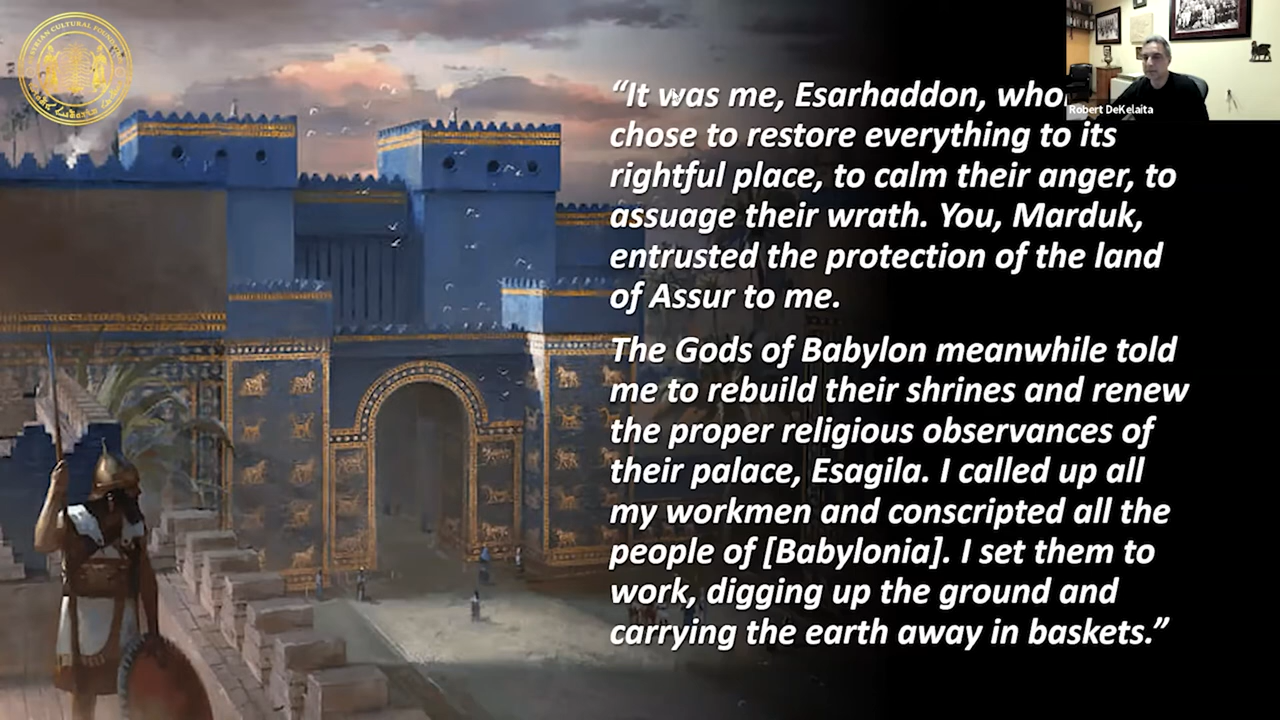 “It was me, Esarhaddon, who
chose to restore everything to its
rightful place, to calm their anger, to
assuage their wrath. You, Marduk,
entrusted the protection of the land
of Assur to me.
The Gods of Babylon meanwhile told
me to rebuild their shrines and renew
the proper religious observances of
their palace, Esagila. I called up all
my workmen and conscripted all the
people of [Babylonia]. I set them to
work, digging up the ground and
carrying the earth away in baskets.”
Robert DeKelaita